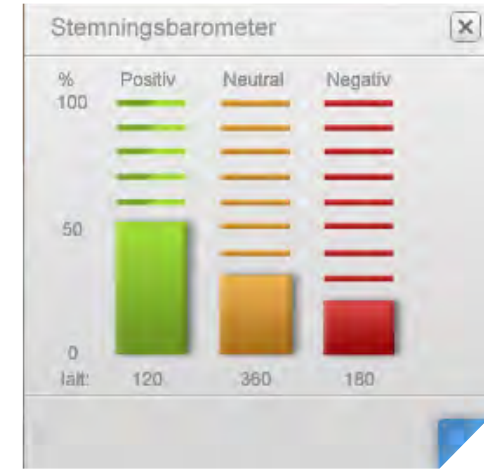 Stemningsbarometer
% Positiv Neutral Negativ
100
50
0
Iält: 120 360 180